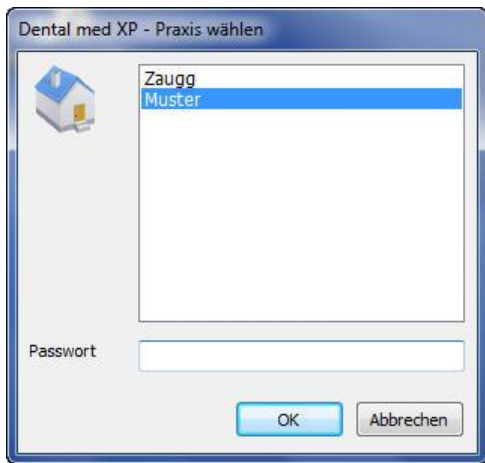 Dental med XP - Praxis wählen
Zaugg
Muster
Passwort
OK
Abbrechen